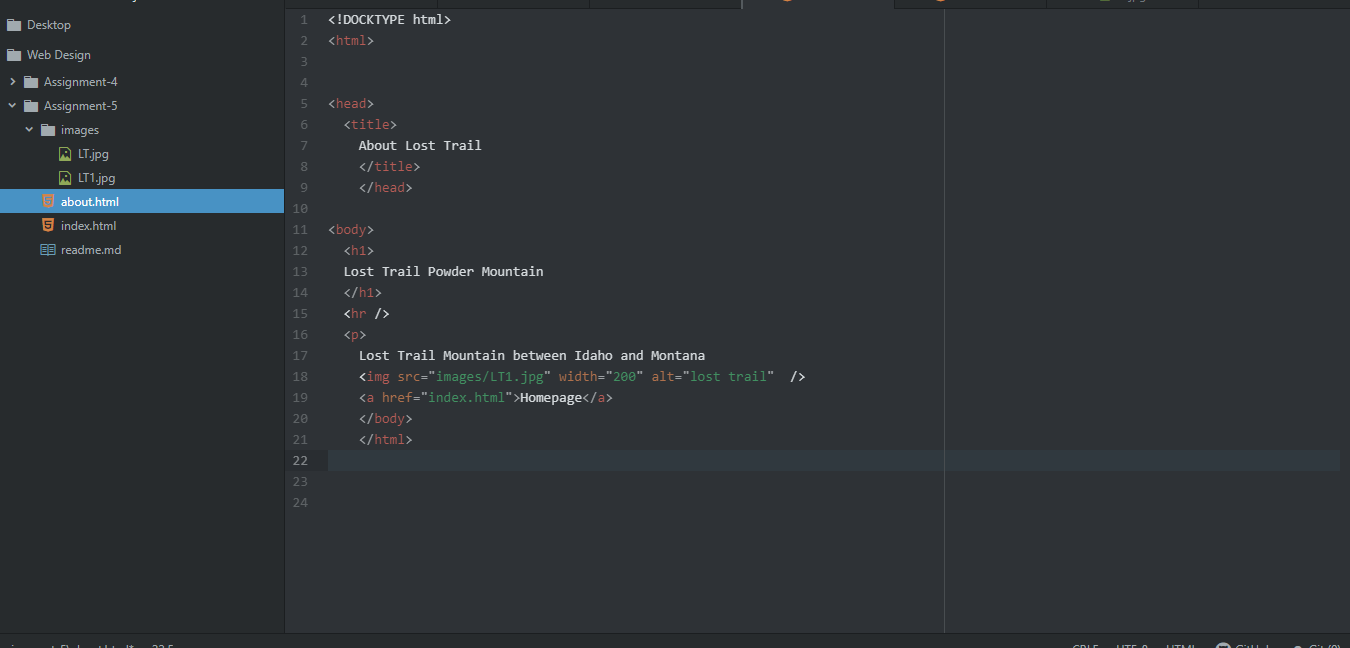 Desktop
Web Design
Assignment-4
Assignment-5
images
LT.jpg
LT1.jpg
about.html
index.html
readme.md
1 <!DOCKTYPE html>
2 <html>
3
4
5 <head>
6 <title>
7 About Lost Trail
8 </title>
9 </head>
10
11 <body>
12 <h1>
13 Lost Trail Powder Mountain
14 </h1>
15 <hr />
16 <p>
17 Lost Trail Mountain between Idaho and Montana
18 <img src="images/LT1.jpg" width="200" alt="lost trail"  />
19 <a href="index.html">Homepage</a>
20 </body>
21 </html>
22
23
24